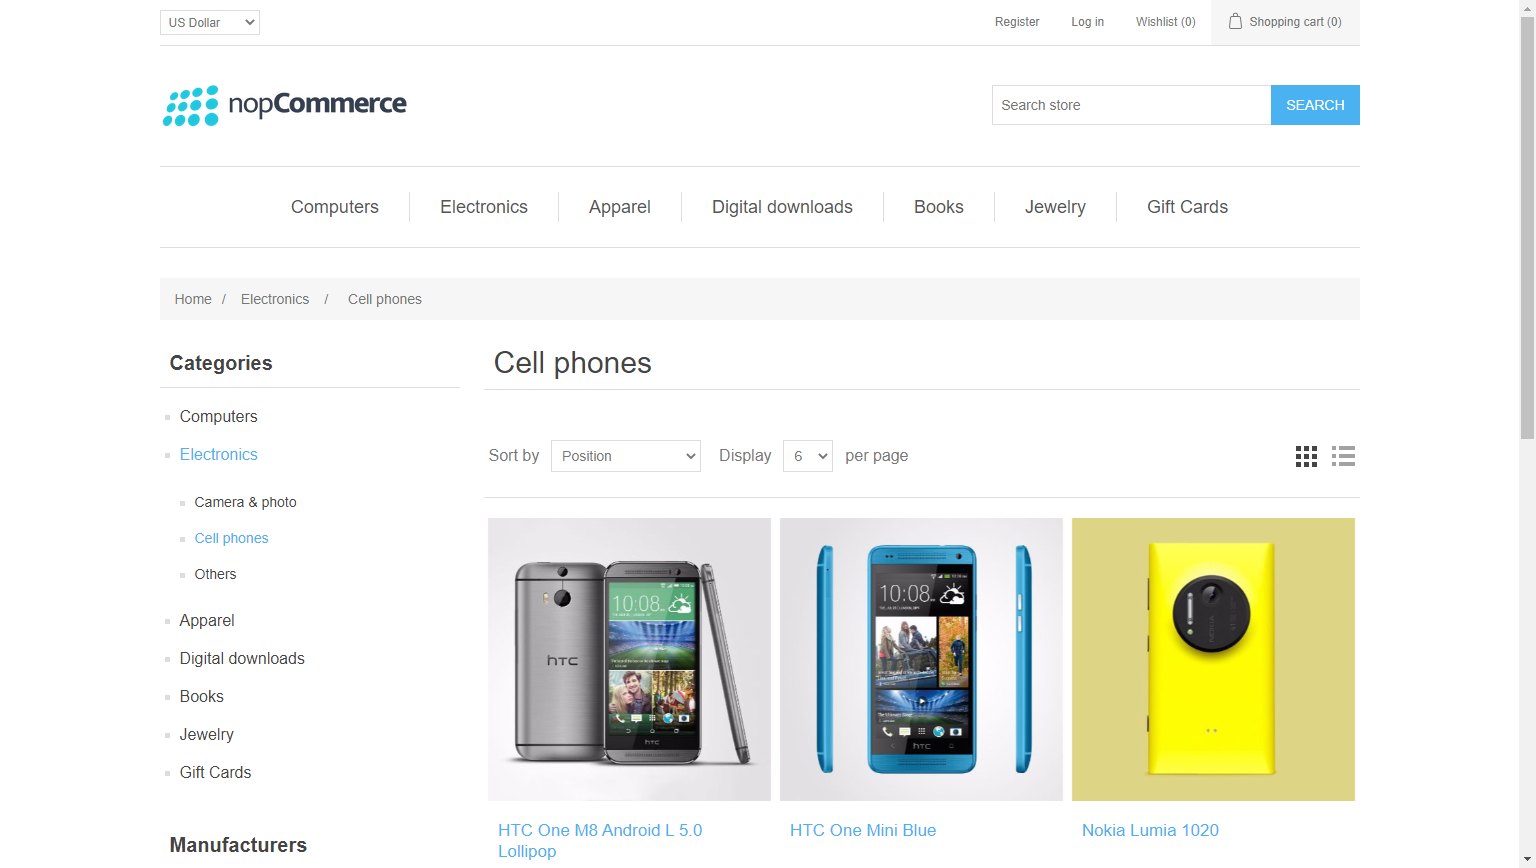 US Dollar
Register
Log in
Wishlist (0)
Shopping cart (0)
nopCommerce
Search store
SEARCH
Computers
Electronics
Apparel
Digital downloads
Books
Jewelry
Gift Cards
Home / Electronics / Cell phones
Categories
Computers
Electronics
Camera & photo
Cell phones
Others
Apparel
Digital downloads
Books
Jewelry
Gift Cards
Manufacturers
Cell phones
Sort by Position Display 6 per page
hTC
10:08
hTC
10:08
hTC
NOKIA
HTC One M8 Android L 5.0
Lollipop
HTC One Mini Blue
Nokia Lumia 1020